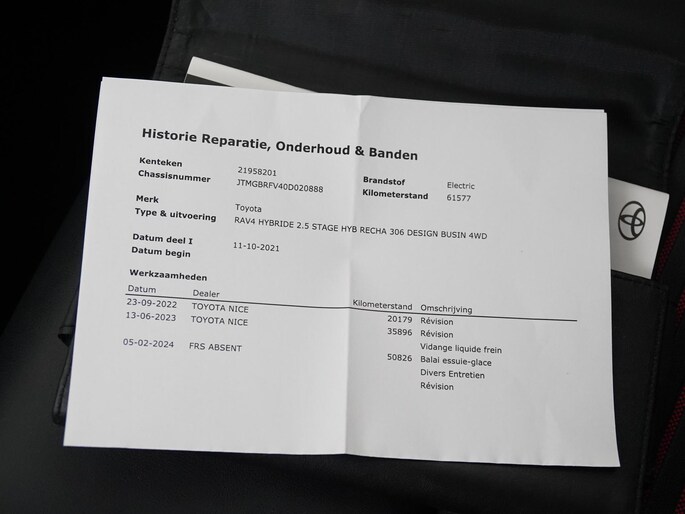 Historie Reparatie, Onderhoud & Banden
Kenteken 21958201 Brandstof Electric
Chassisnummer JTMGBRFV40D020888 Kilometerstand 61577
Merk Toyota
Type & uitvoering RAV4 HYBRIDE 2.5 STAGE HYB RECHA 306 DESIGN BUSIN 4WD
Datum deel I 11-10-2021
Datum begin
Werkzaamheden
Datum Dealer Kilometerstand Omschrijving
23-09-2022 TOYOTA NICE 20179 Révision
13-06-2023 TOYOTA NICE 35896 Révision
Vidange liquide frein
05-02-2024 FRS ABSENT 50826 Balai essuie-glace
Divers Entretien
Révision